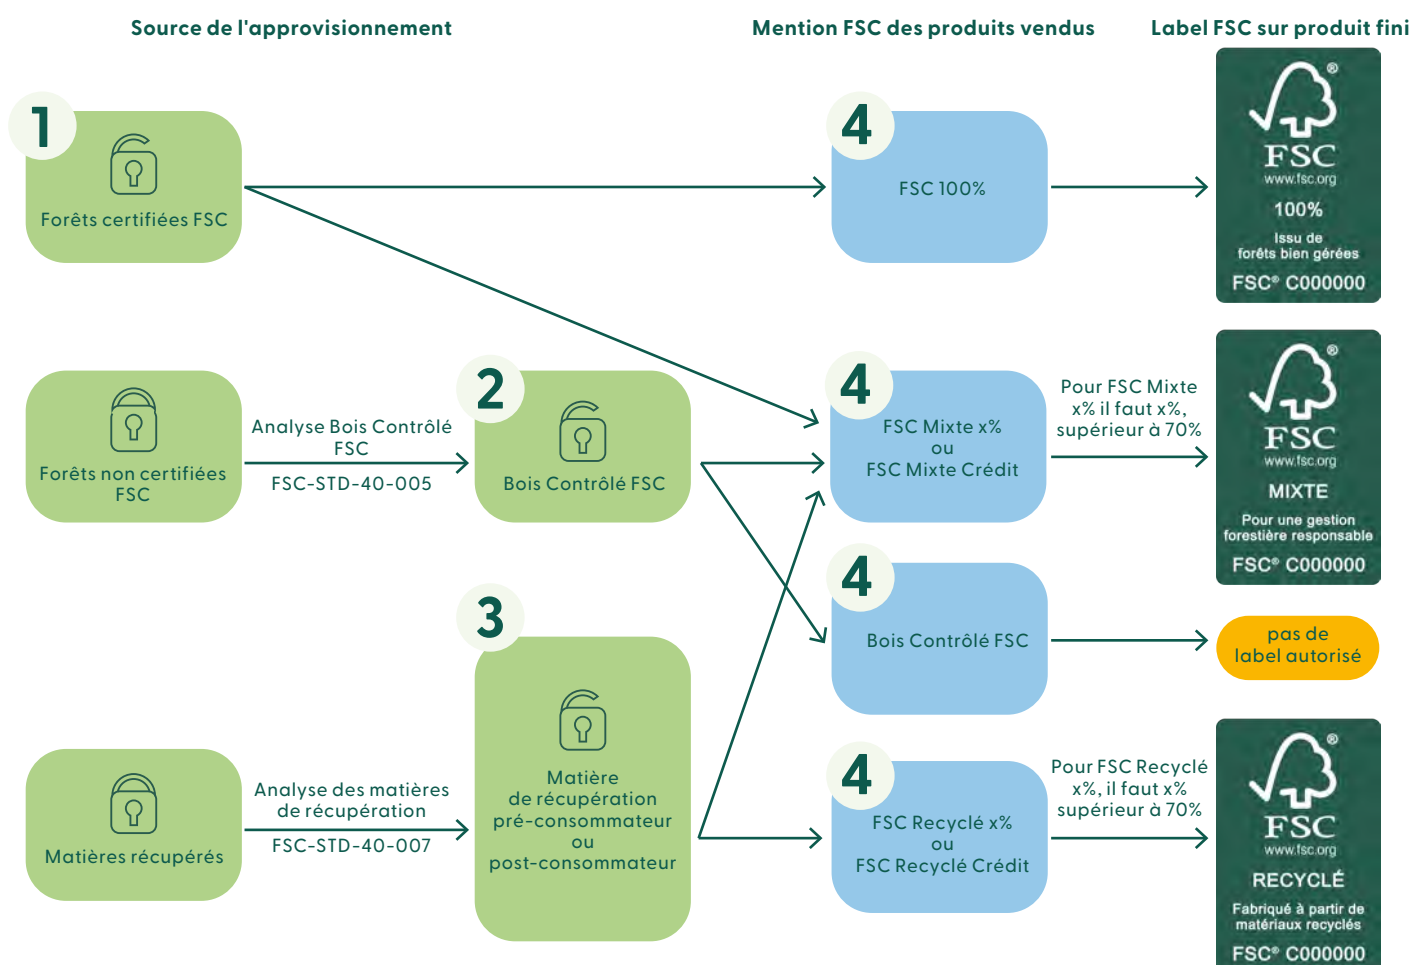 Source de l'approvisionnement
Mention FSC des produits vendus
Label FSC sur produit fini
1
Forêts certifiées FSC
4
FSC 100%
®
FSC
www.fsc.org
100%
Issu de
forêts bien gérées
FSC® C000000
Forêts non certifiées
FSC
Analyse Bois Contrôlé
FSC
FSC-STD-40-005
2
Bois Contrôlé FSC
4
FSC Mixte x%
ou
FSC Mixte Crédit
Pour FSC Mixte
x% il faut x%,
supérieur à 70%
®
FSC
www.fsc.org
MIXTE
Pour une gestion
forestière responsable
FSC® C000000
4
Bois Contrôlé FSC
pas de
label autorisé
Matières récupérés
Analyse des matières
de récupération
FSC-STD-40-007
3
Matière
de récupération
pré-consommateur
ou
post-consommateur
4
FSC Recyclé x%
ou
FSC Recyclé Crédit
Pour FSC Recyclé
x%, il faut x%
supérieur à 70%
®
FSC
www.fsc.org
RECYCLÉ
Fabriqué à partir de
matériaux recyclés
FSC® C000000